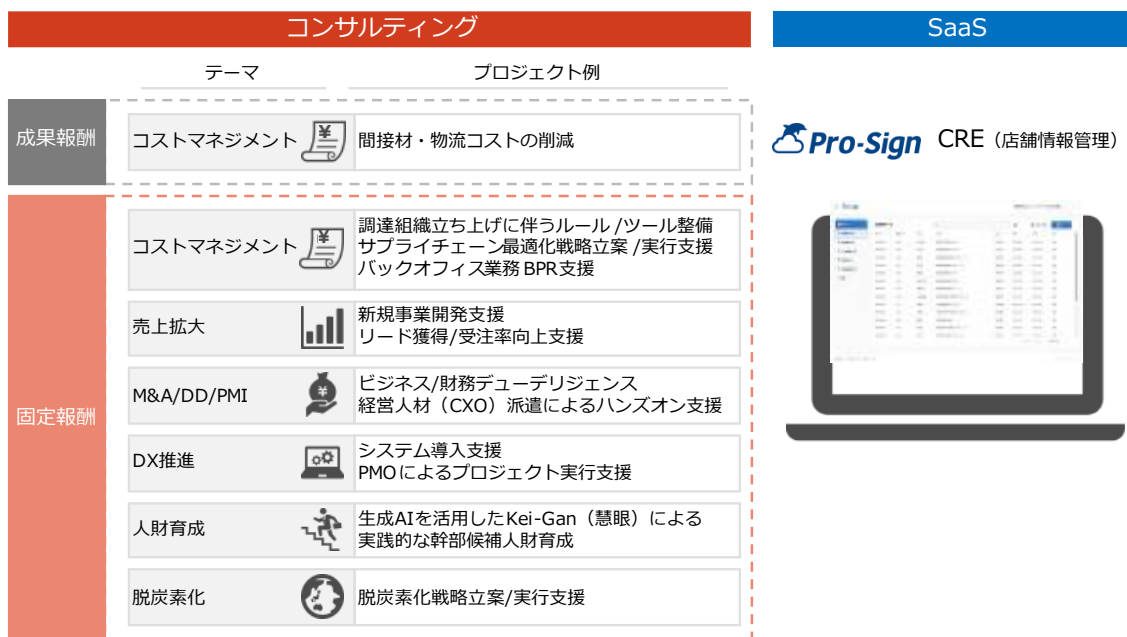 コンサルティング
SaaS
テーマ
プロジェクト例
成果報酬
コストマネジメント
間接材・物流コストの削減
Pro-Sign CRE（店舗情報管理）
固定報酬
コストマネジメント
調達組織立ち上げに伴うルール/ツール整備
サプライチェーン最適化戦略立案/実行支援
バックオフィス業務BPR支援
売上拡大
新規事業開発支援
リード獲得/受注率向上支援
M&A/DD/PMI
ビジネス/財務デューデリジェンス
経営人材（CXO）派遣によるハンズオン支援
DX推進
システム導入支援
PMOによるプロジェクト実行支援
人財育成
生成AIを活用したKei-Gan（慧眼）による
実践的な幹部候補人財育成
脱炭素化
脱炭素化戦略立案/実行支援